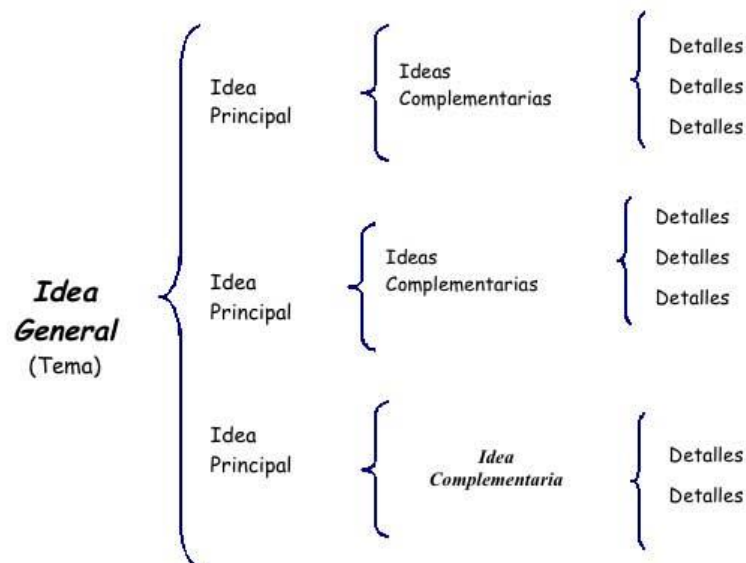 Idea
General
(Tema)
Idea
Principal
Ideas
Complementarias
Detalles
Detalles
Detalles
Idea
Principal
Ideas
Complementarias
Detalles
Detalles
Detalles
Idea
Principal
Idea
Complementaria
Detalles
Detalles